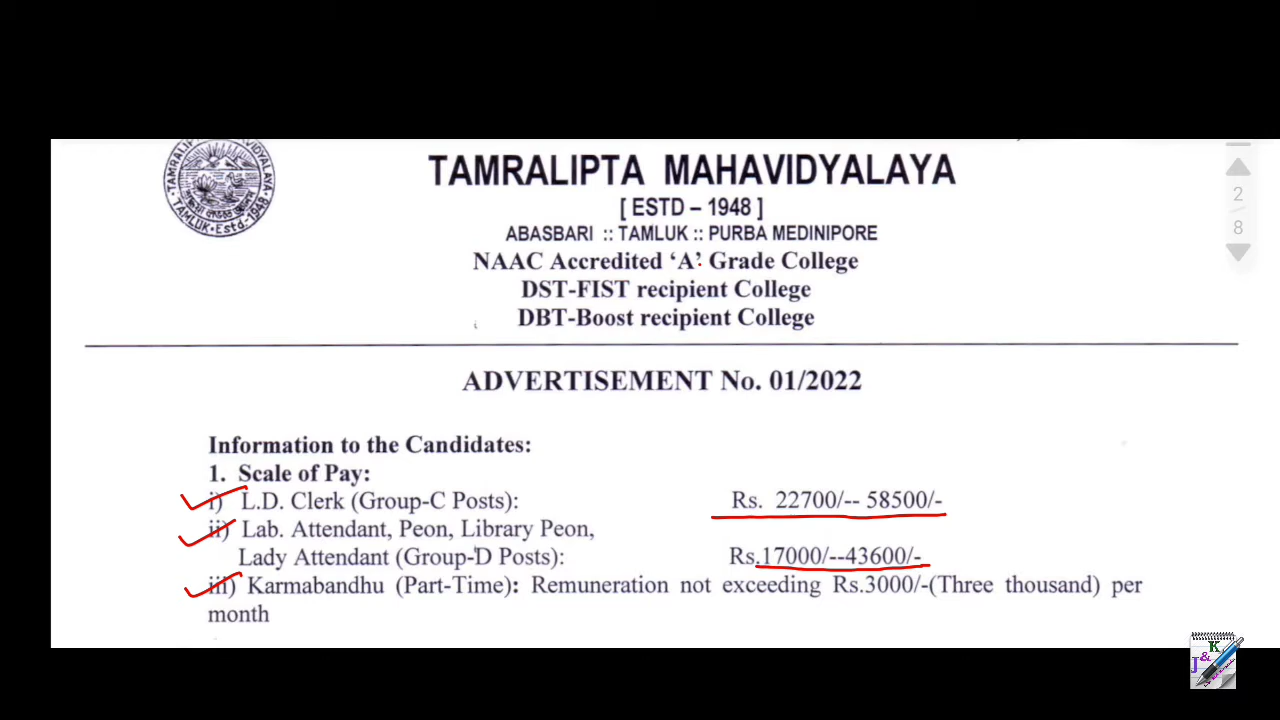 TAMRALIPTA MAHAVIDYALAYA
[ ESTD – 1948 ]
ABASBARI :: TAMLUK :: PURBA MEDINIPORE
NAAC Accredited ‘A’ Grade College
DST-FIST recipient College
DBT-Boost recipient College
TAMLUK Estd-1948
2
8
ADVERTISEMENT No. 01/2022
Information to the Candidates:
1. Scale of Pay:
i) L.D. Clerk (Group-C Posts): Rs. 22700/-- 58500/-
ii) Lab. Attendant, Peon, Library Peon,
Lady Attendant (Group-D Posts): Rs.17000/--43600/-
iii) Karmabandhu (Part-Time): Remuneration not exceeding Rs.3000/-(Three thousand) per
month
J&K